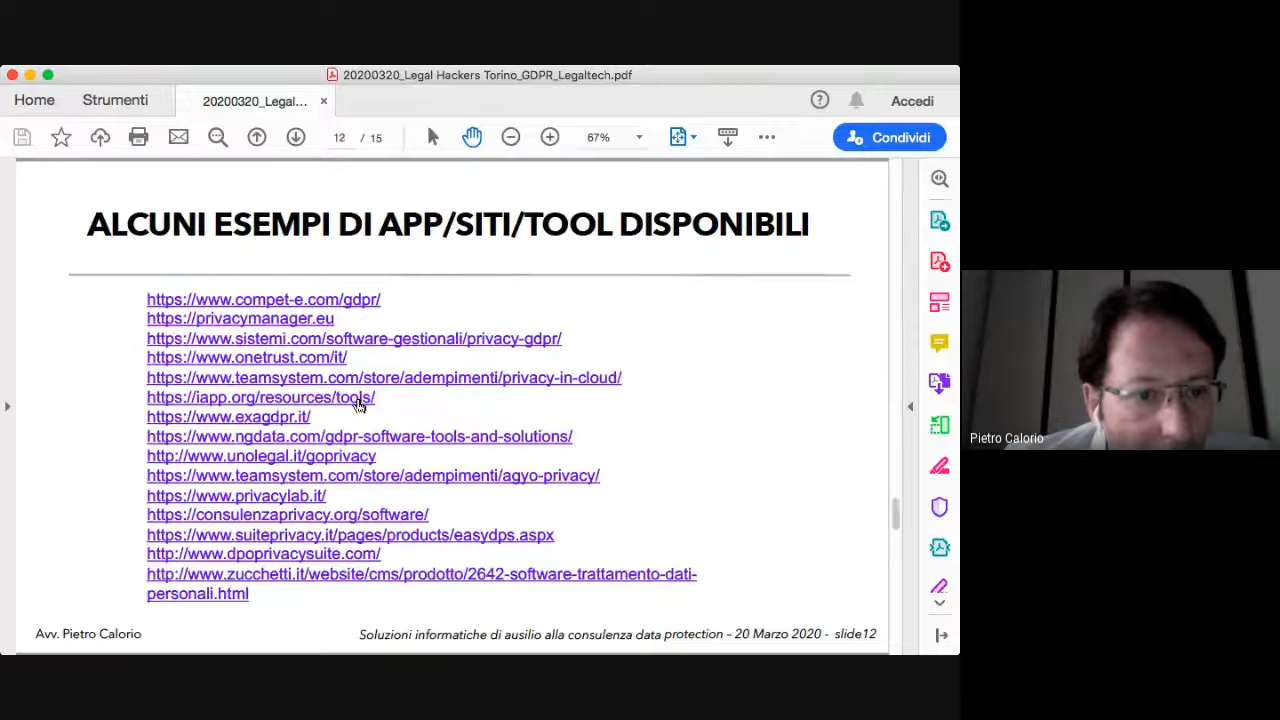 20200320_Legal Hackers Torino_GDPR_Legaltech.pdf
Home Strumenti 20200320_Legal... × ? Accedi
12 / 15 67% Condividi
ALCUNI ESEMPI DI APP/SITI/TOOL DISPONIBILI
https://www.compet-e.com/gdpr/
https://privacymanager.eu
https://www.sistemi.com/software-gestionali/privacy-gdpr/
https://www.onetrust.com/it/
https://www.teamsystem.com/store/adempimenti/privacy-in-cloud/
https://iapp.org/resources/tools/
https://www.exagdpr.it/
https://www.ngdata.com/gdpr-software-tools-and-solutions/
http://www.unolegal.it/goprivacy
https://www.teamsystem.com/store/adempimenti/agyo-privacy/
https://www.privacylab.it/
https://consulenzaprivacy.org/software/
https://www.suiteprivacy.it/pages/products/easydps.aspx
http://www.dpoprivacysuite.com/
http://www.zucchetti.it/website/cms/prodotto/2642-software-trattamento-dati-
personali.html
Avv. Pietro Calorio Soluzioni informatiche di ausilio alla consulenza data protection – 20 Marzo 2020 - slide12
Pietro Calorio